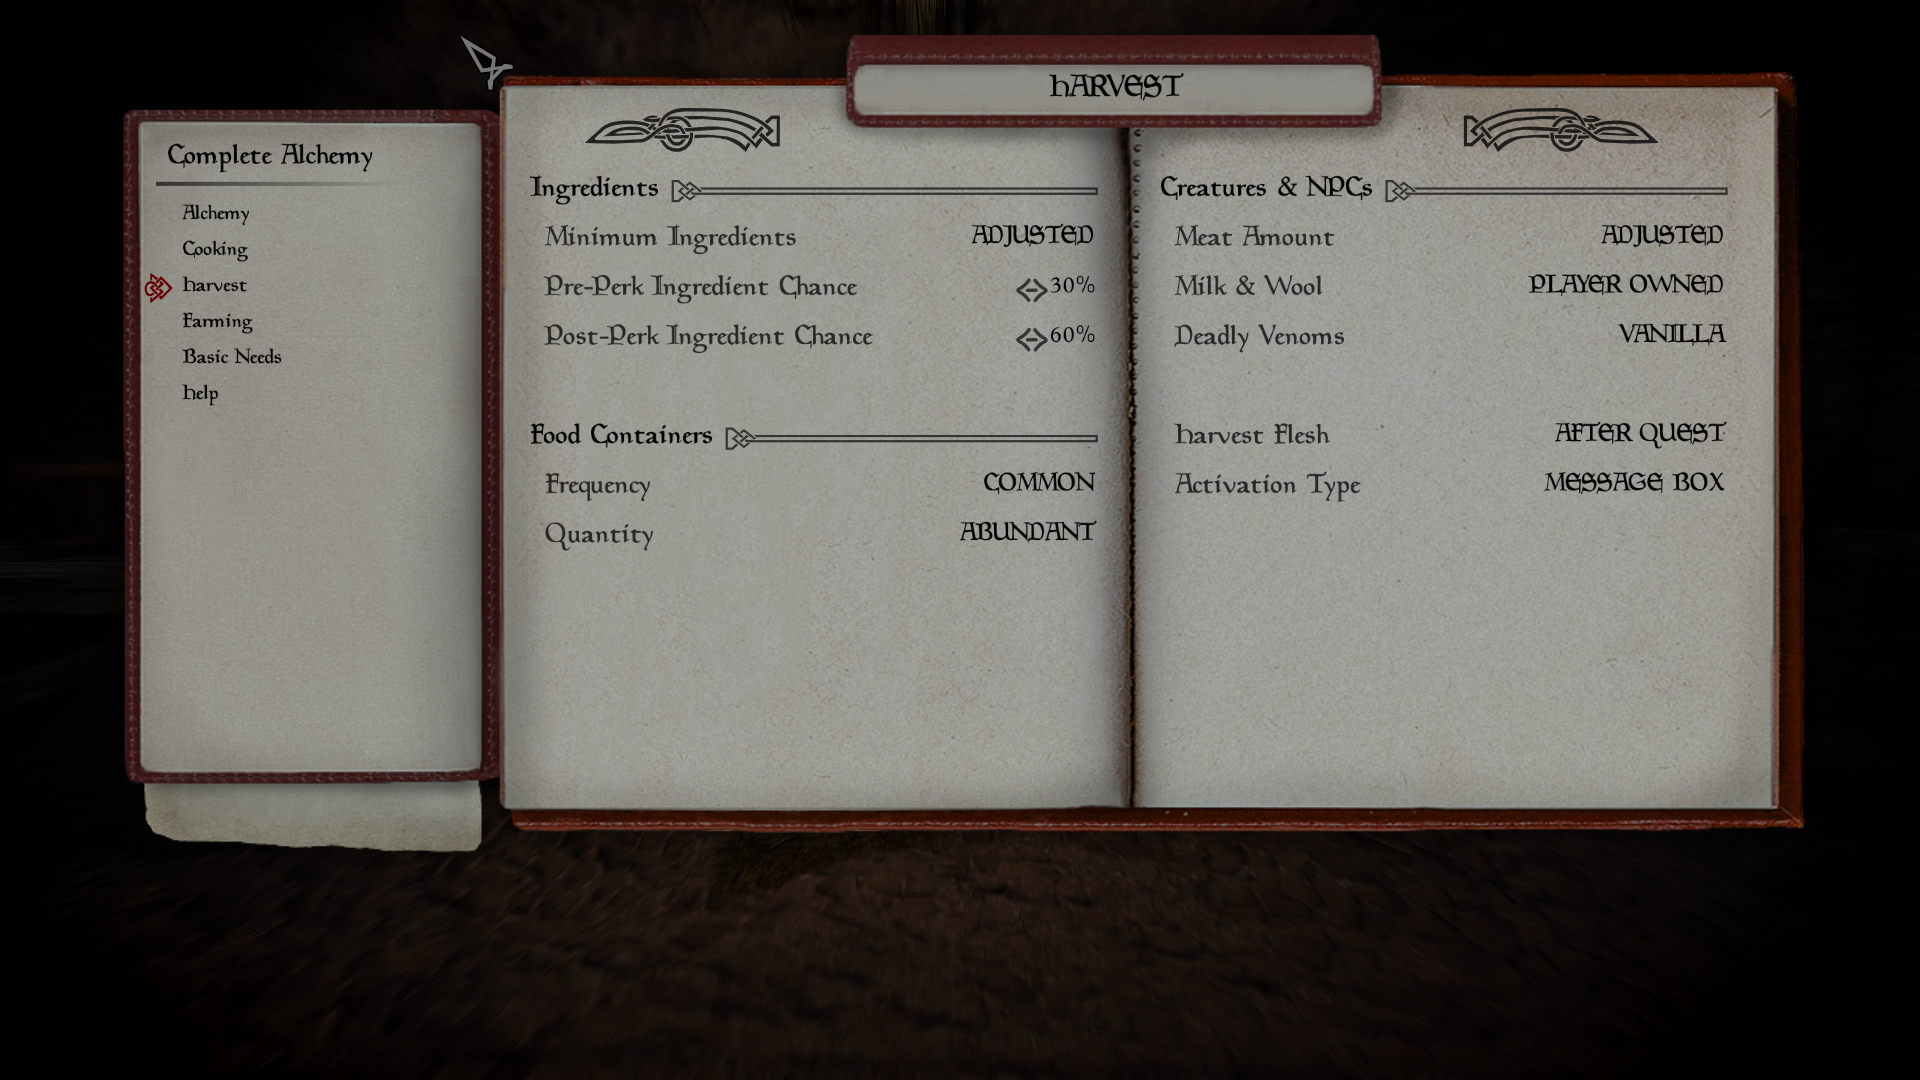 HARVEST
Complete Alchemy
Alchemy
Cooking
Harvest
Farming
Basic Needs
Help
Ingredients
Minimum Ingredients ADJUSTED
Pre-Perk Ingredient Chance 30%
Post-Perk Ingredient Chance 60%
Food Containers
Frequency COMMON
Quantity ABUNDANT
Creatures & NPCs
Meat Amount ADJUSTED
Milk & Wool PLAYER OWNED
Deadly Venoms VANILLA
Harvest Flesh AFTER QUEST
Activation Type MESSAGE BOX